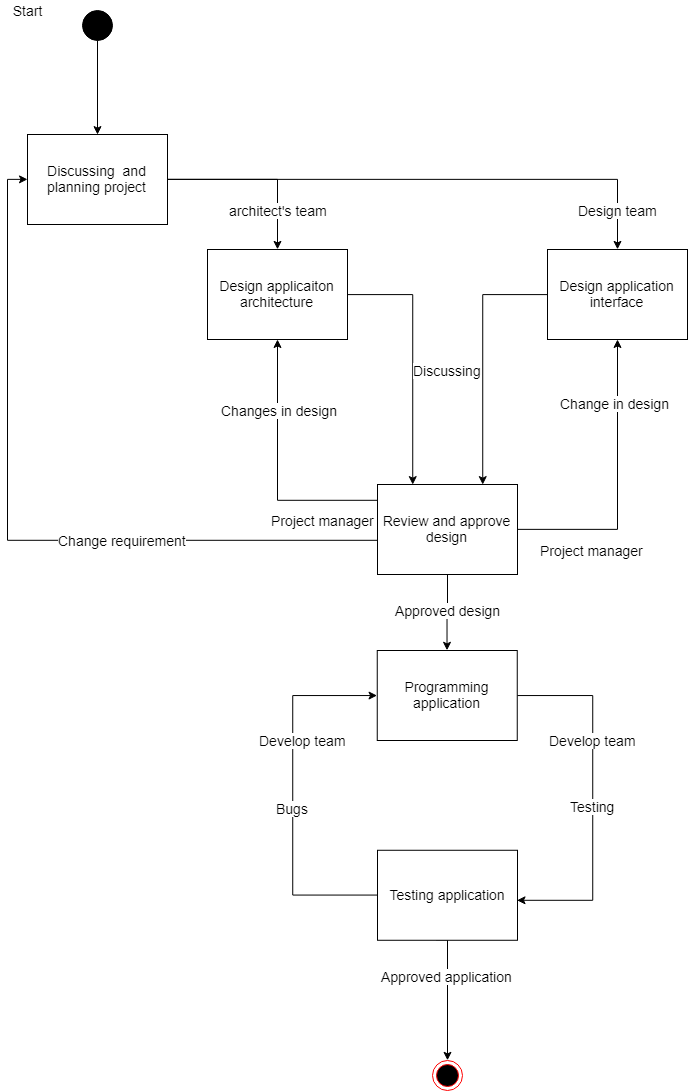 Start
Discussing and
planning project
architect's team
Design team
Design applicaiton
architecture
Design application
interface
Discussing
Changes in design
Change in design
Project manager
Review and approve
design
Change requirement
Project manager
Approved design
Programming
application
Develop team
Develop team
Bugs
Testing
Testing application
Approved application